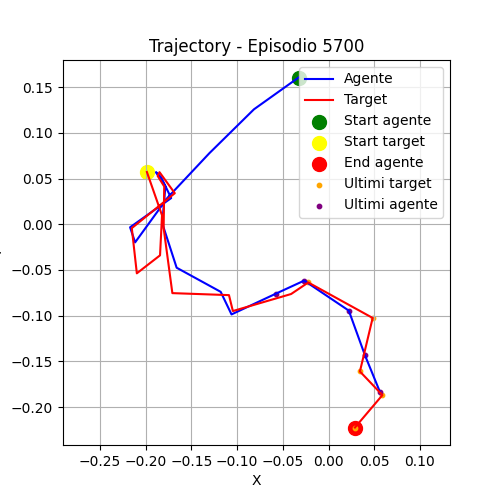 Trajectory - Episodio 5700
Agente
Target
Start agente
Start target
End agente
Ultimi target
Ultimi agente
0.15
0.10
0.05
0.00
−0.05
−0.10
−0.15
−0.20
−0.25 −0.20 −0.15 −0.10 −0.05 0.00 0.05 0.10
X